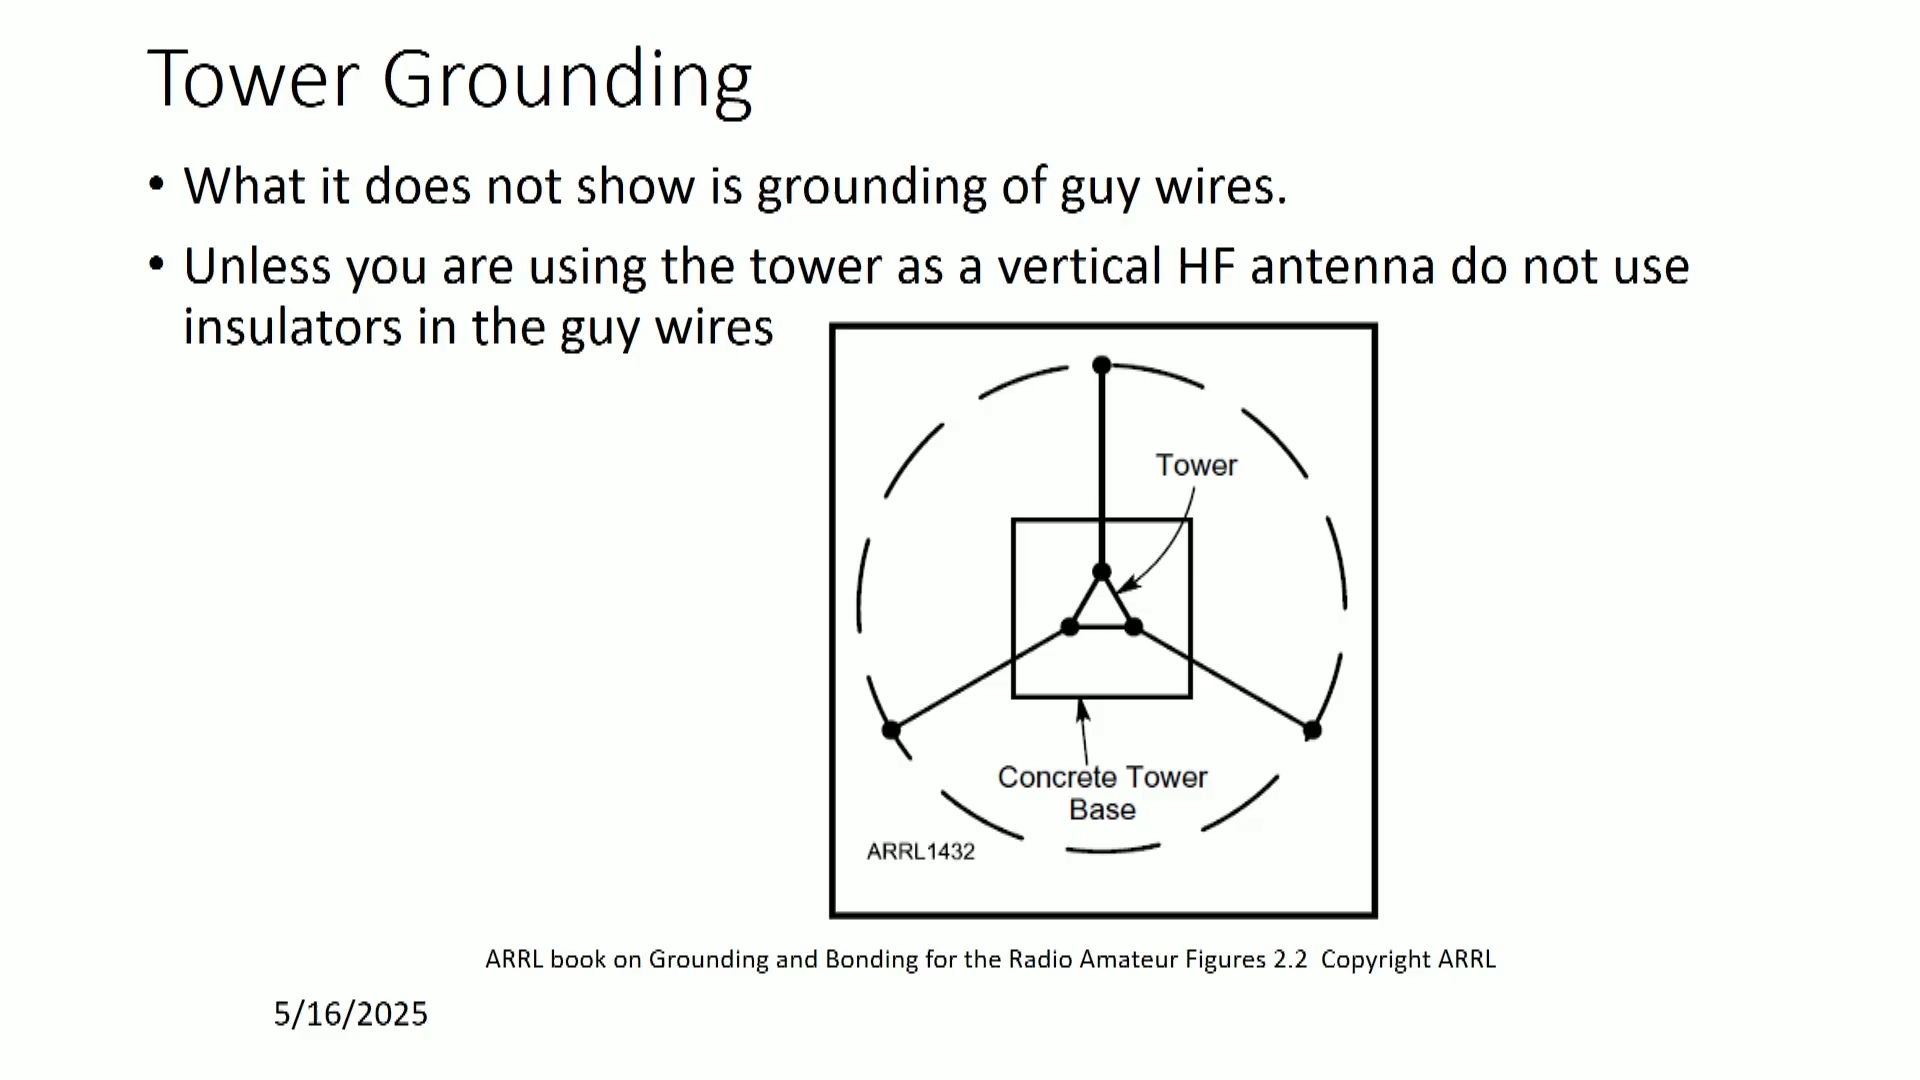 Tower Grounding
• What it does not show is grounding of guy wires.
• Unless you are using the tower as a vertical HF antenna do not use
insulators in the guy wires
Tower
Concrete Tower
Base
ARRL1432
ARRL book on Grounding and Bonding for the Radio Amateur Figures 2.2 Copyright ARRL
5/16/2025